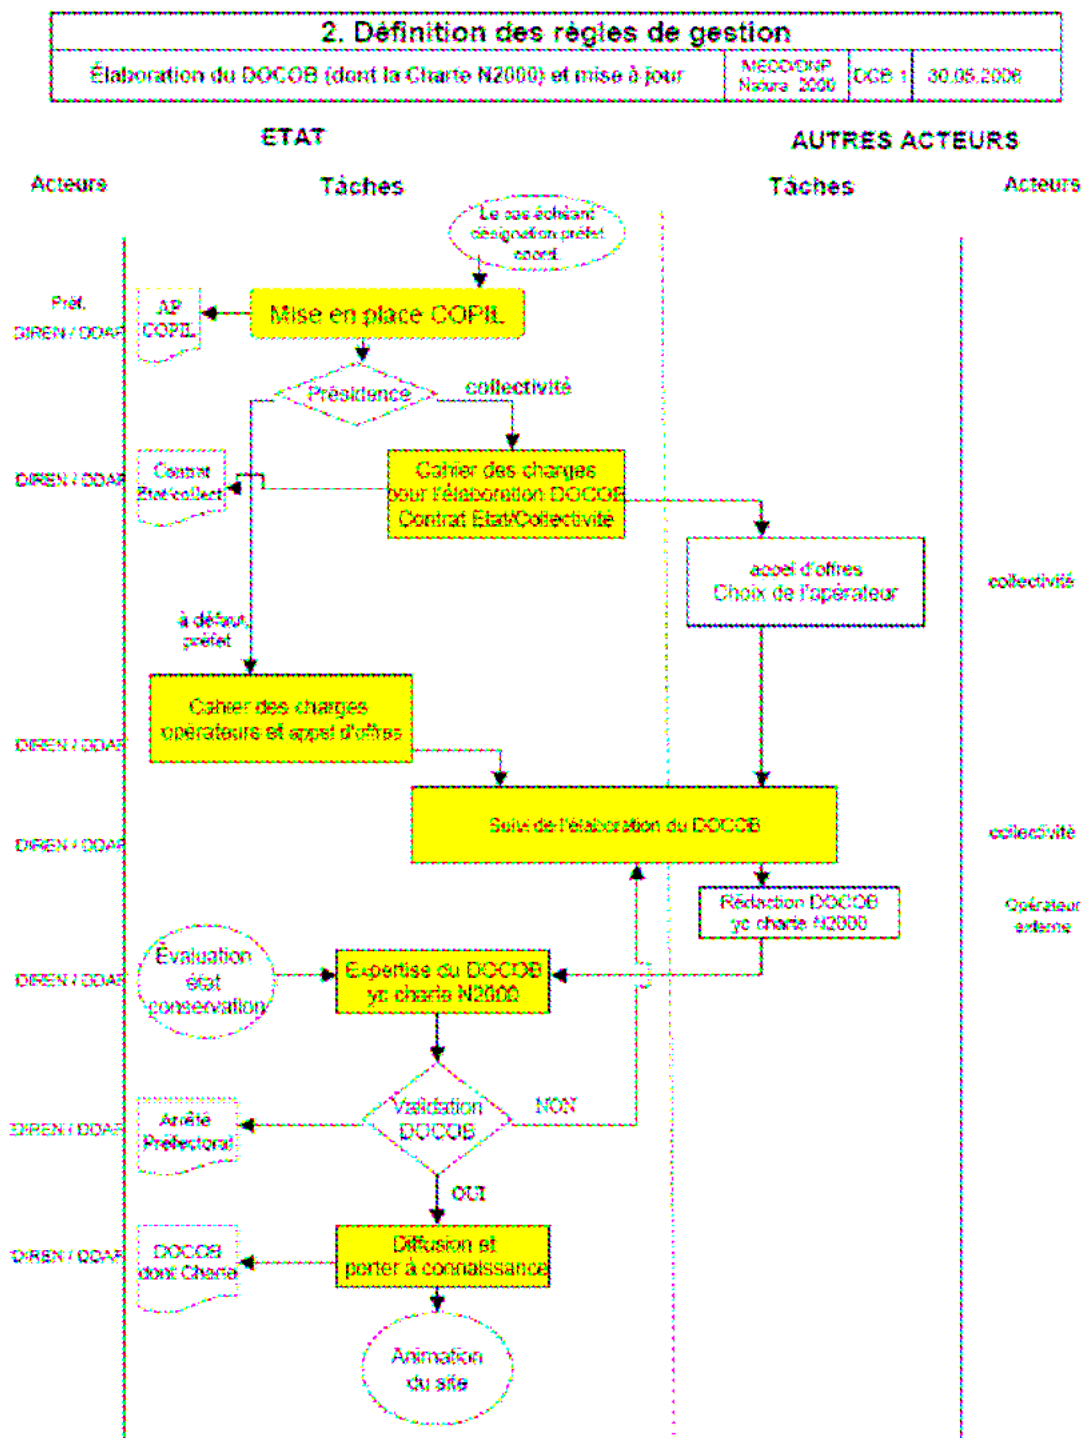 2. Définition des règles de gestion
Élaboration du DOCOB (dont la Charte N2000) et mise à jour
MEDD/DNP
Natura 2000
DCB 1
30.05.2006
ETAT
AUTRES ACTEURS
Acteurs
Tâches
Tâches
Acteurs
Le cas échéant
désignation préfet
coord.
Préf.
DIREN / DDAF
AP
COPIL
Mise en place COPIL
Présidence
collectivité
DIREN / DDAF
Contrat
Etat/collect
Cahier des charges
pour l'élaboration DOCOB
Contrat Etat/Collectivité
appel d'offres
Choix de l'opérateur
collectivité
à défaut,
préfet
Cahier des charges
opérateurs et appel d'offres
DIREN / DDAF
Suivi de l'élaboration du DOCOB
DIREN / DDAF
collectivité
Rédaction DOCOB
yc charte N2000
Opérateur
externe
Évaluation
état
conservation
DIREN / DDAF
Expertise du DOCOB
yc charte N2000
Validation
DOCOB
NON
DIREN / DDAF
Arrêté
Préfectoral
OUI
DIREN / DDAF
DOCOB
dont Charte
Diffusion et
porter à connaissance
Animation
du site